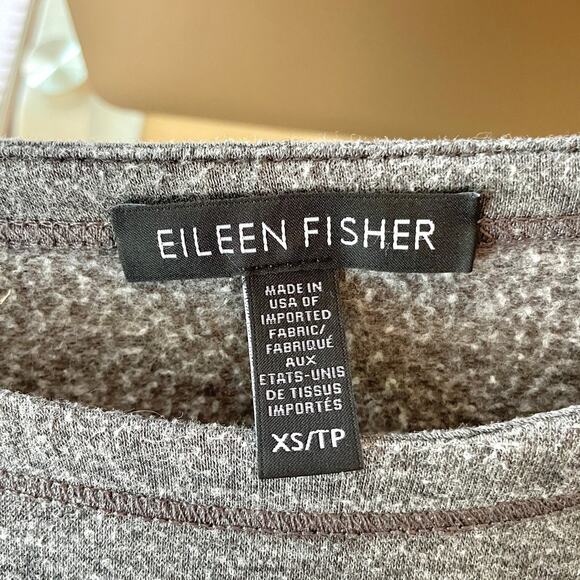 EILEEN FISHER
MADE IN
USA OF
IMPORTED
FABRIC/
FABRIQUÉ
AUX
ETATS-UNIS
DE TISSUS
IMPORTÉS
XS/TP